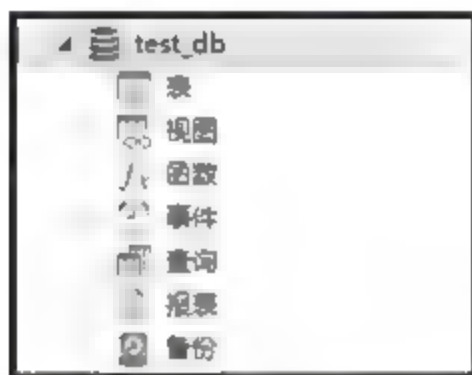 test_db
表
视图
函数
事件
查询
报表
备份